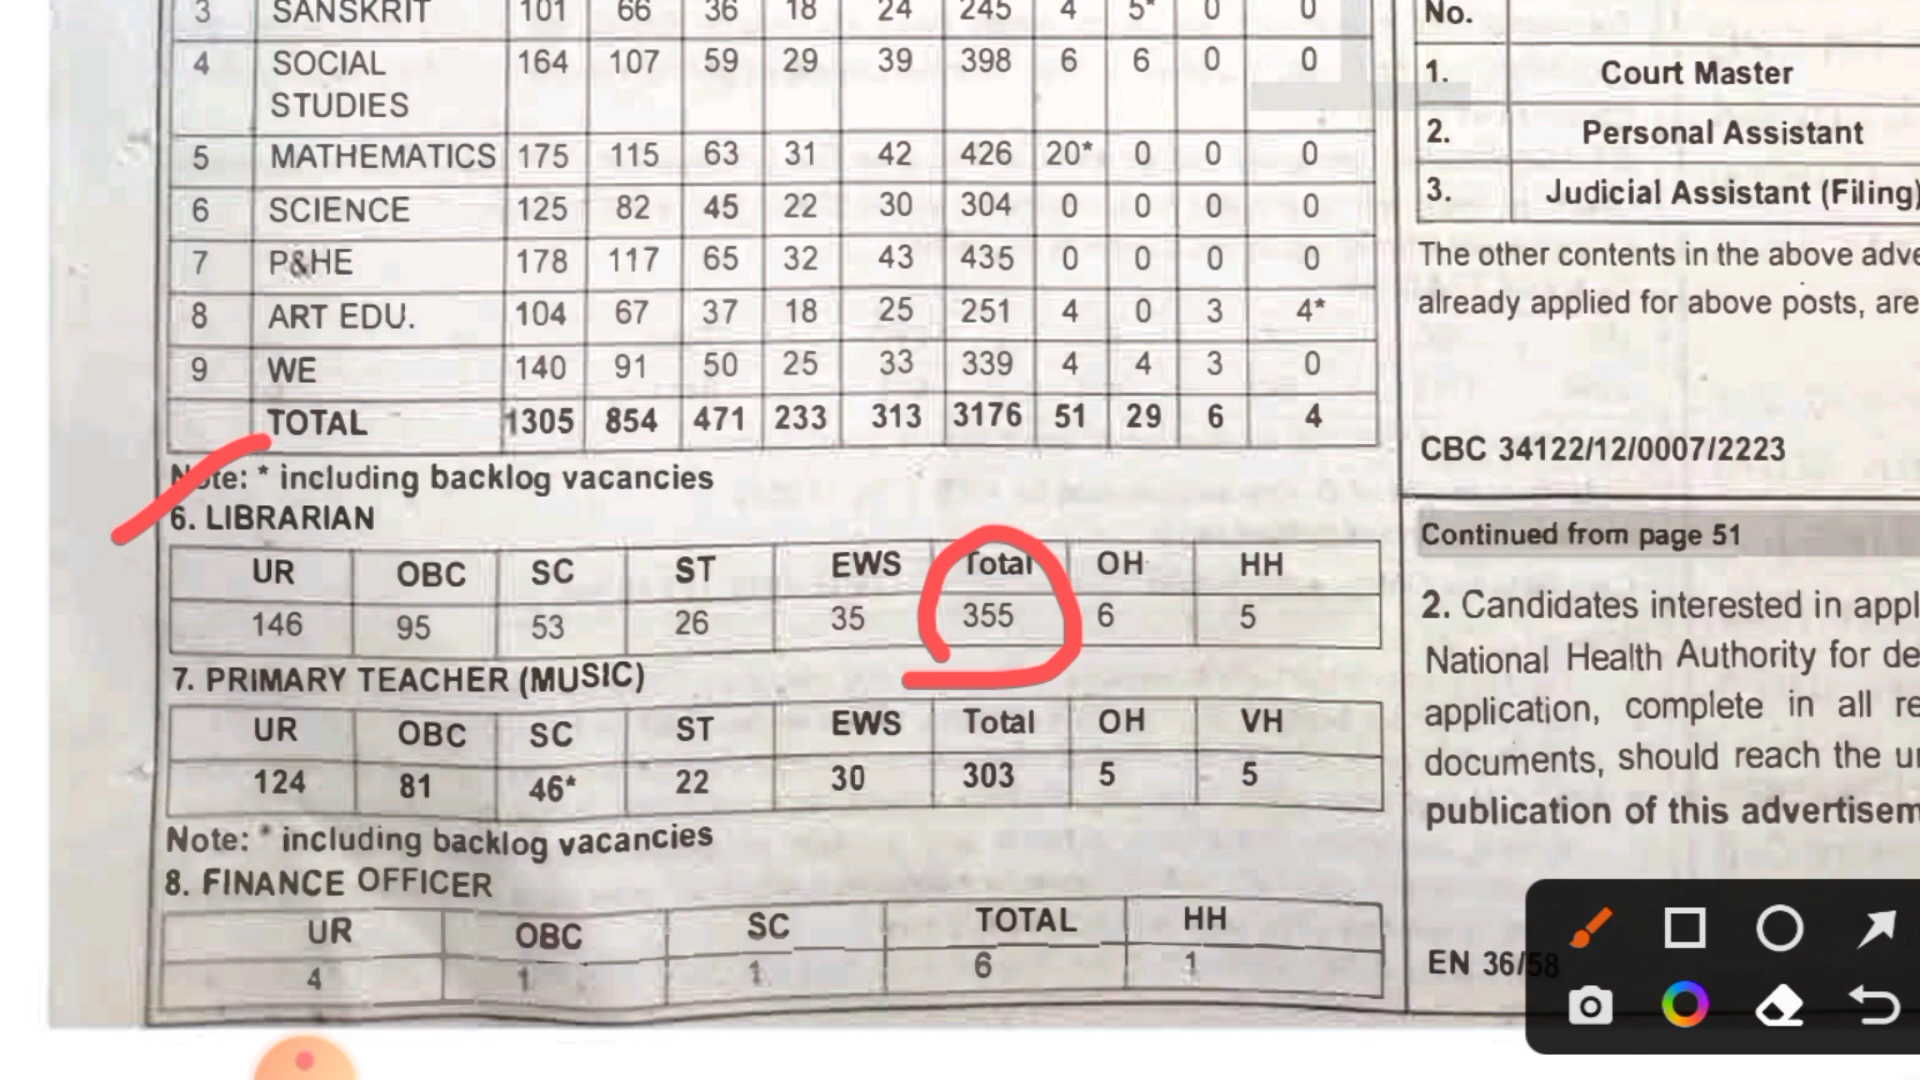 3 SANSKRIT 101 66 36 18 24 245 4 5* 0 0
4 SOCIAL STUDIES 164 107 59 29 39 398 6 6 0 0
5 MATHEMATICS 175 115 63 31 42 426 20* 0 0 0
6 SCIENCE 125 82 45 22 30 304 0 0 0 0
7 P&HE 178 117 65 32 43 435 0 0 0 0
8 ART EDU. 104 67 37 18 25 251 4 0 3 4*
9 WE 140 91 50 25 33 339 4 4 3 0
TOTAL 1305 854 471 233 313 3176 51 29 6 4
Note: * including backlog vacancies
6. LIBRARIAN
UR OBC SC ST EWS Total OH HH
146 95 53 26 35 355 6 5
7. PRIMARY TEACHER (MUSIC)
UR OBC SC ST EWS Total OH VH
124 81 46* 22 30 303 5 5
Note: * including backlog vacancies
8. FINANCE OFFICER
UR OBC SC TOTAL HH
4 1 1 6 1
No.
1. Court Master
2. Personal Assistant
3. Judicial Assistant (Filing)
The other contents in the above adve
already applied for above posts, are
CBC 34122/12/0007/2223
Continued from page 51
2. Candidates interested in appl
National Health Authority for de
application, complete in all re
documents, should reach the un
publication of this advertisem
EN 36/58